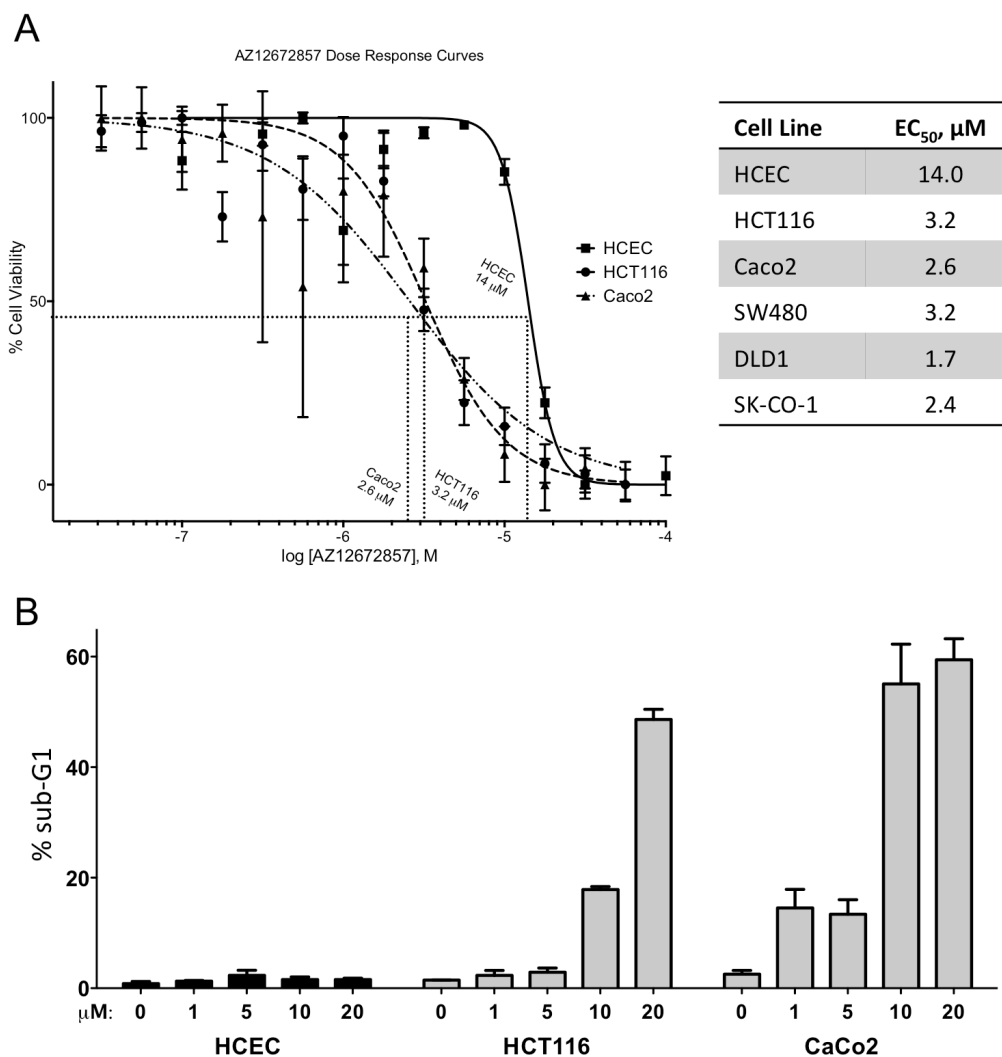 A
AZ12672857 Dose Response Curves
% Cell Viability
100
50
0
HCEC
14 µM
HCEC
HCT116
Caco2
Caco2
2.6 µM
HCT116
3.2 µM
-7 -6 -5 -4
log [AZ12672857], M
Cell Line EC50, µM
HCEC 14.0
HCT116 3.2
Caco2 2.6
SW480 3.2
DLD1 1.7
SK-CO-1 2.4
B
% sub-G1
60
40
20
0
µM: 0 1 5 10 20 0 1 5 10 20 0 1 5 10 20
HCEC HCT116 CaCo2